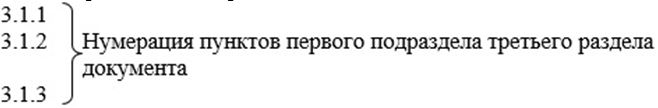 3.1.1
3.1.2 Нумерация пунктов первого подраздела третьего раздела
документа
3.1.3